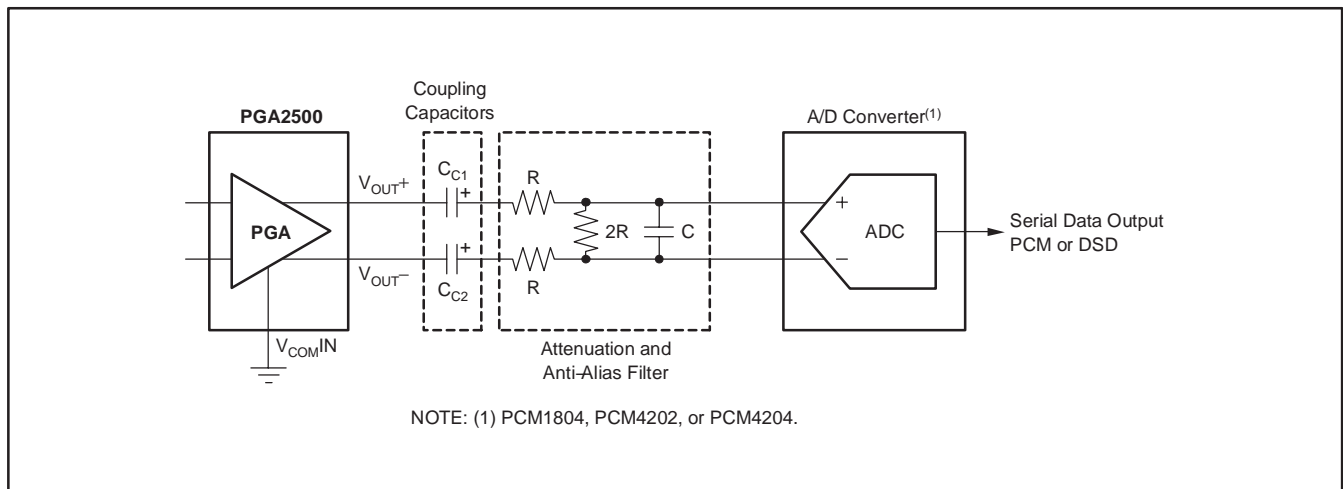 Coupling
Capacitors
PGA2500
A/D Converter(1)
VOUT+
CC1
+
R
PGA
2R
C
+
ADC
−
Serial Data Output
PCM or DSD
VOUT−
CC2
+
R
VCOMIN
Attenuation and
Anti-Alias Filter
NOTE: (1) PCM1804, PCM4202, or PCM4204.